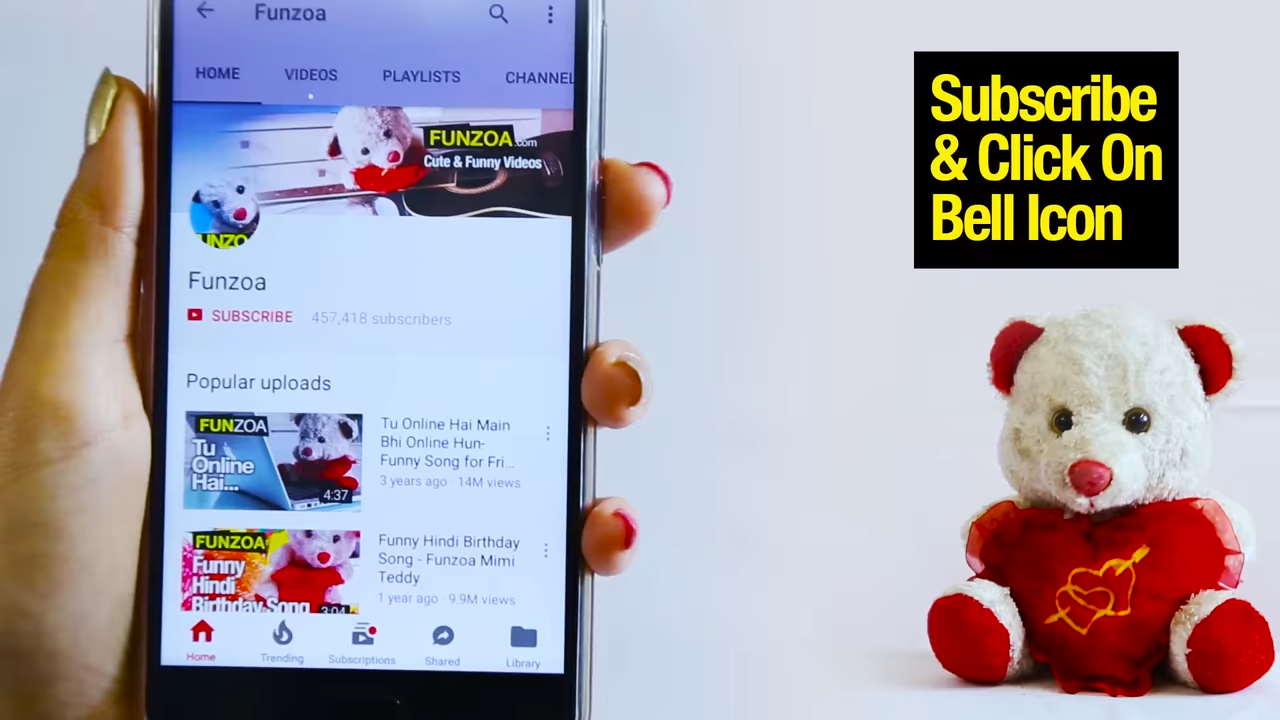 Funzoa
HOME VIDEOS PLAYLISTS CHANNEL
FUNZOA.com
Cute & Funny Videos
UNZO
Funzoa
SUBSCRIBE 457,418 subscribers
Popular uploads
FUNZOA
Tu
Online
Hai...
4:37
Tu Online Hai Main
Bhi Online Hun-
Funny Song for Fri...
3 years ago · 14M views
FUNZOA
Funny
Hindi
Birthday Song
3:04
Funny Hindi Birthday
Song - Funzoa Mimi
Teddy
1 year ago · 9.9M views
Home Trending Subscriptions Shared Library
Subscribe
& Click On
Bell Icon